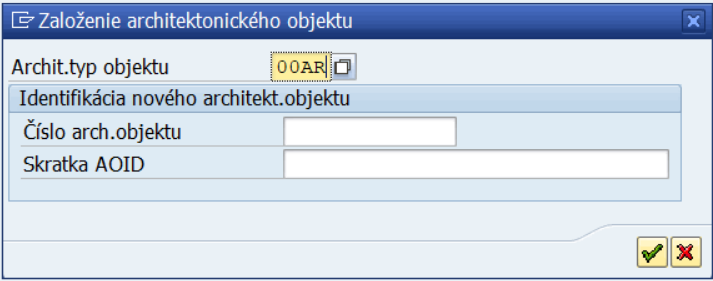 Založenie architektonického objektu
Archit.typ objektu 00AR
Identifikácia nového architekt.objektu
Číslo arch.objektu
Skratka AOID